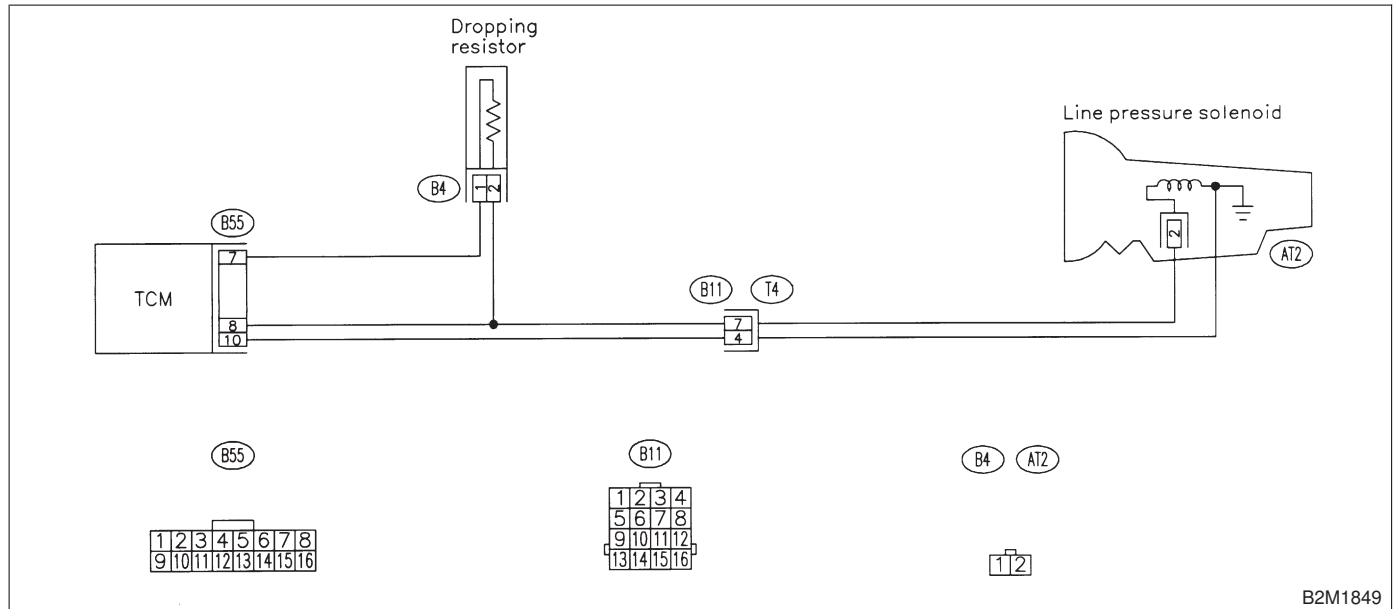 Dropping
resistor
Line pressure solenoid
B4
1 2
B55
7
TCM
8
10
B11 T4
7
4
2
AT2
B55
1 2 3 4 5 6 7 8
9 10 11 12 13 14 15 16
B11
1 2 3 4
5 6 7 8
9 10 11 12
13 14 15 16
B4 AT2
1 2
B2M1849